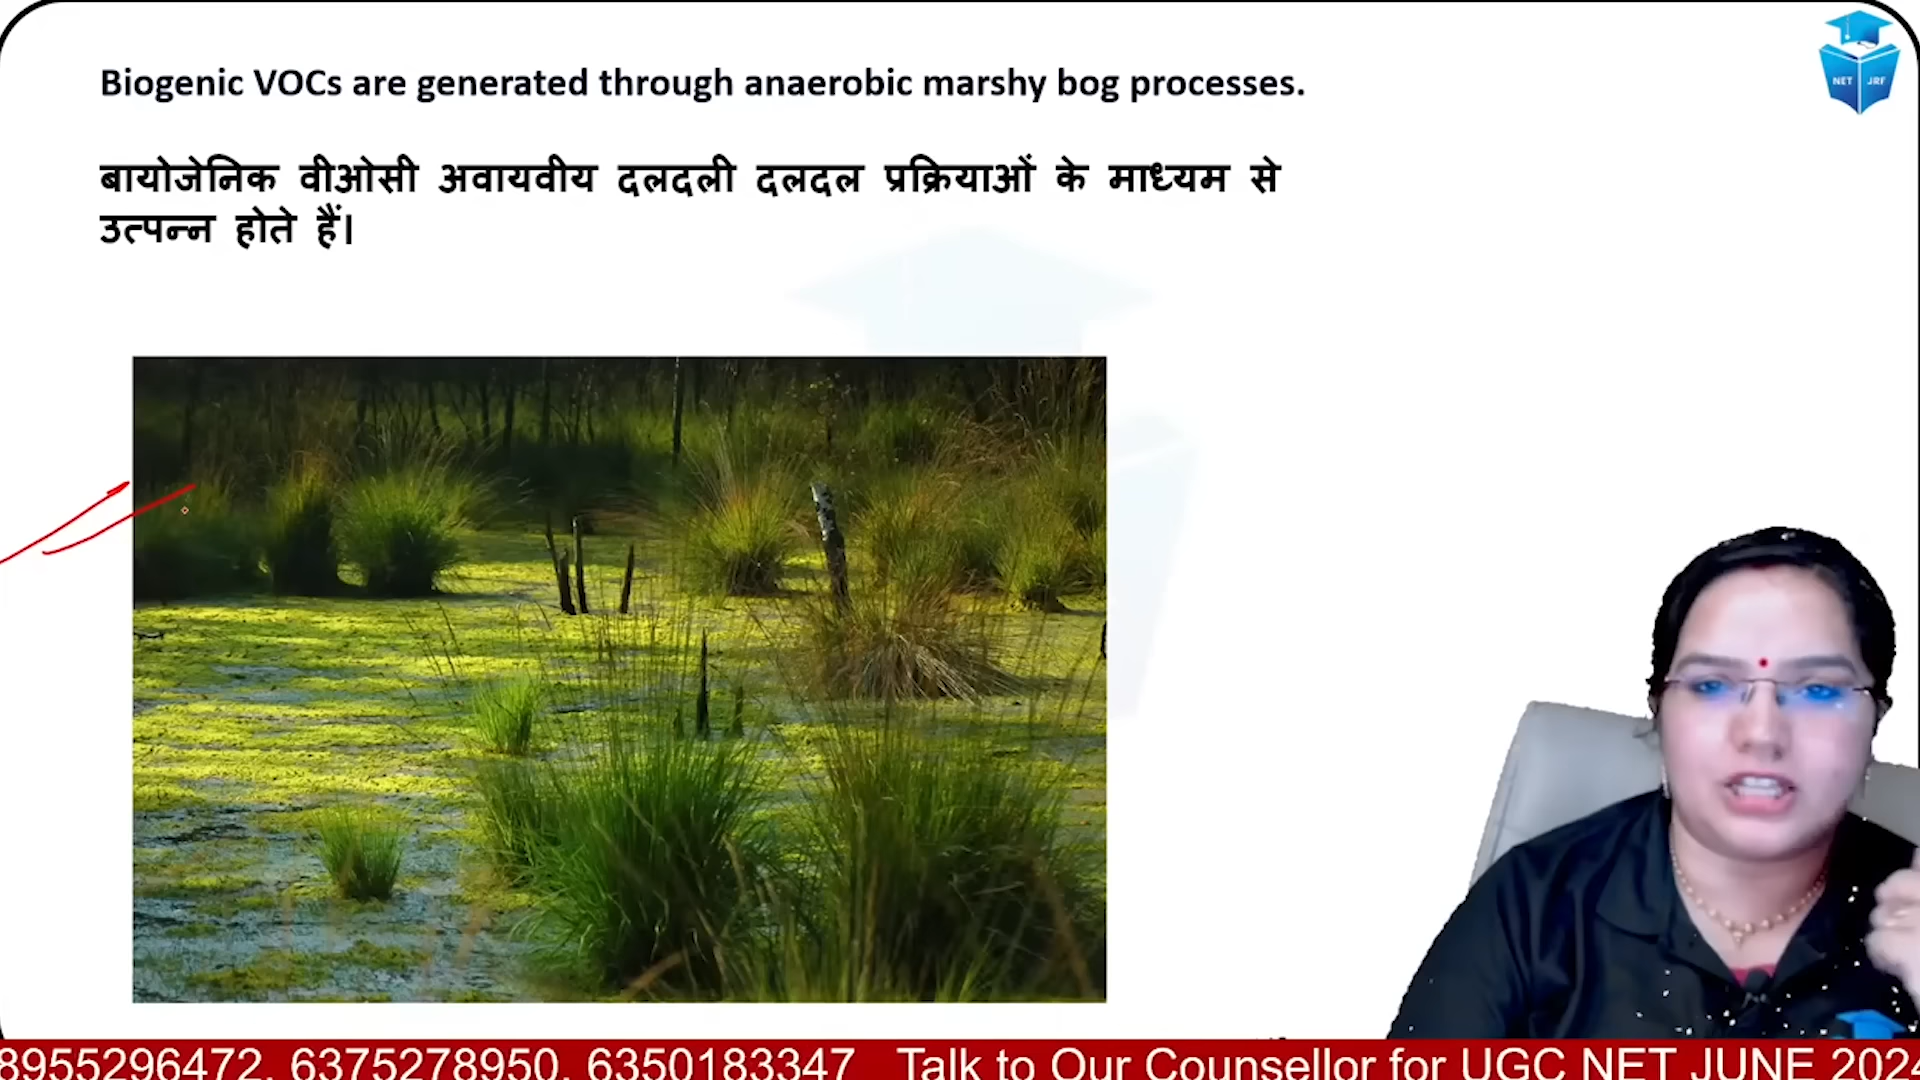 Biogenic VOCs are generated through anaerobic marshy bog processes.
NET JRF
बायोजेनिक वीओसी अवायवीय दलदली दलदल प्रक्रियाओं के माध्यम से
उत्पन्न होते हैं।
8955296472, 6375278950, 6350183347 Talk to Our Counsellor for UGC NET JUNE 2024